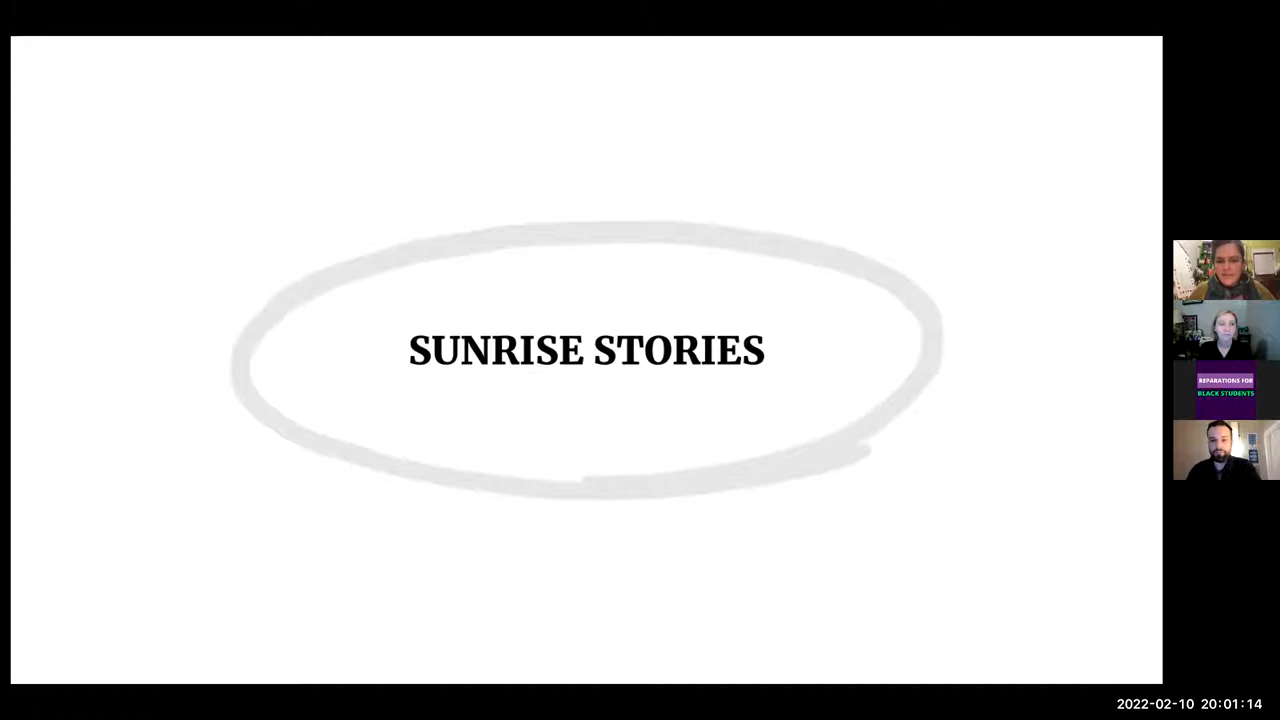 SUNRISE STORIES
REPARATIONS FOR
BLACK STUDENTS
2022-02-10 20:01:14